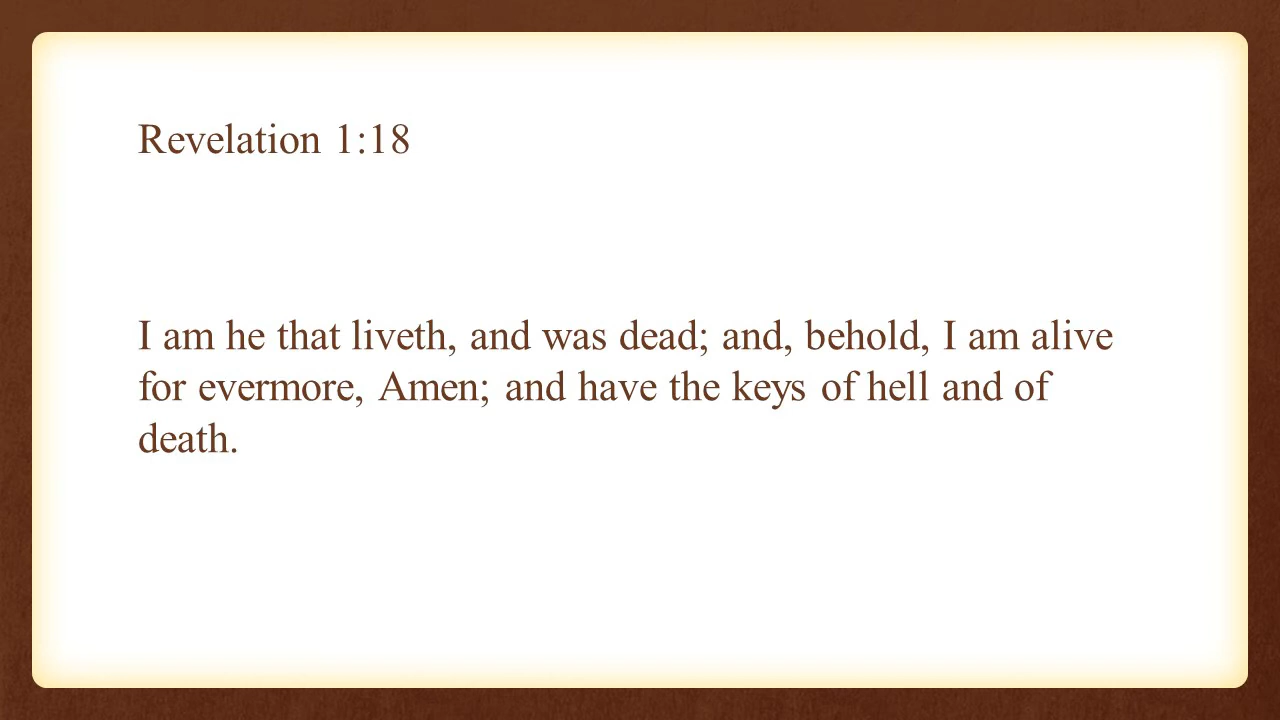 Revelation 1:18
I am he that liveth, and was dead; and, behold, I am alive
for evermore, Amen; and have the keys of hell and of
death.